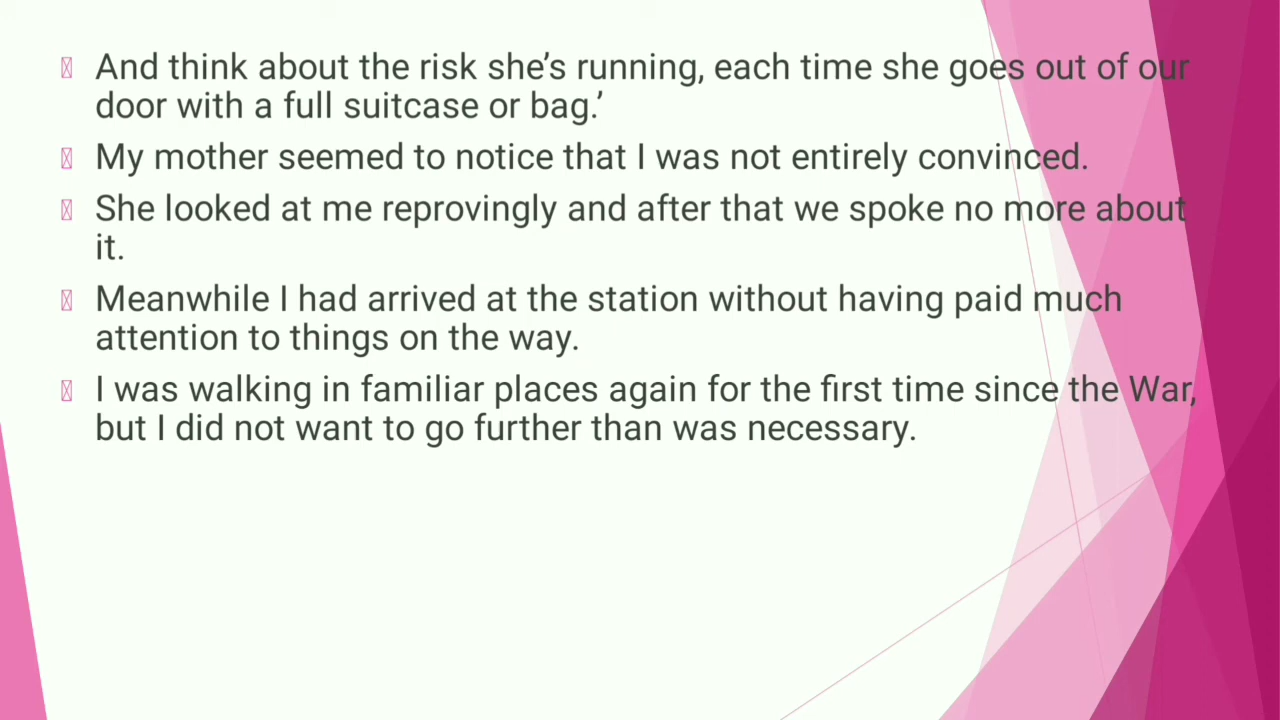 And think about the risk she’s running, each time she goes out of our
door with a full suitcase or bag.’
My mother seemed to notice that I was not entirely convinced.
She looked at me reprovingly and after that we spoke no more about
it.
Meanwhile I had arrived at the station without having paid much
attention to things on the way.
I was walking in familiar places again for the first time since the War,
but I did not want to go further than was necessary.